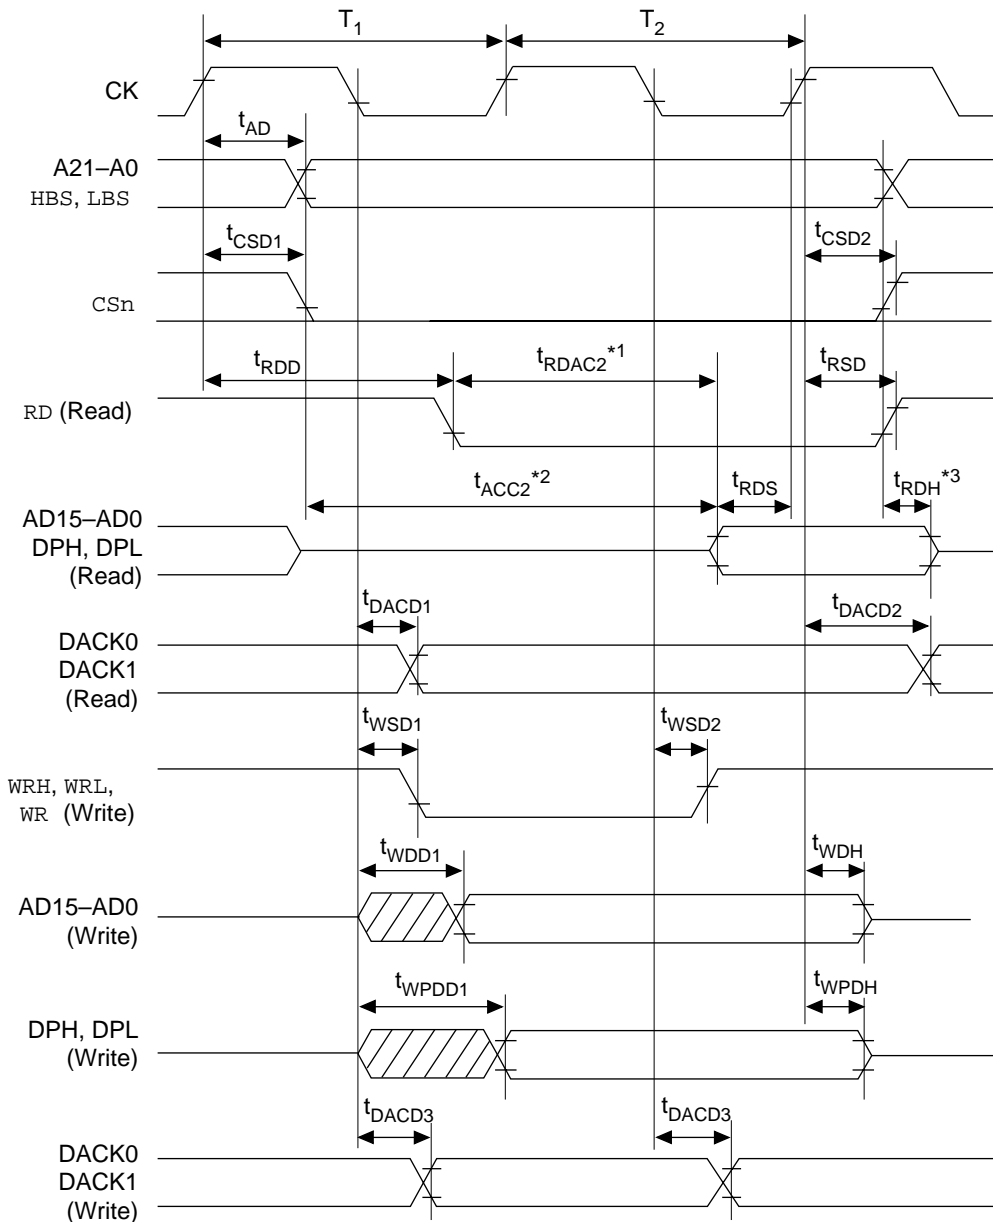 T1 T2
CK
tAD
A21–A0
HBS, LBS
tCSD1 tCSD2
CSn
tRDD tRDAC2*1 tRSD
RD (Read)
tACC2*2 tRDS tRDH*3
AD15–AD0
DPH, DPL
(Read)
tDACD1 tDACD2
DACK0
DACK1
(Read)
tWSD1 tWSD2
WRH, WRL,
WR (Write)
tWDD1 tWDH
AD15–AD0
(Write)
tWPDD1 tWPDH
DPH, DPL
(Write)
tDACD3 tDACD3
DACK0
DACK1
(Write)